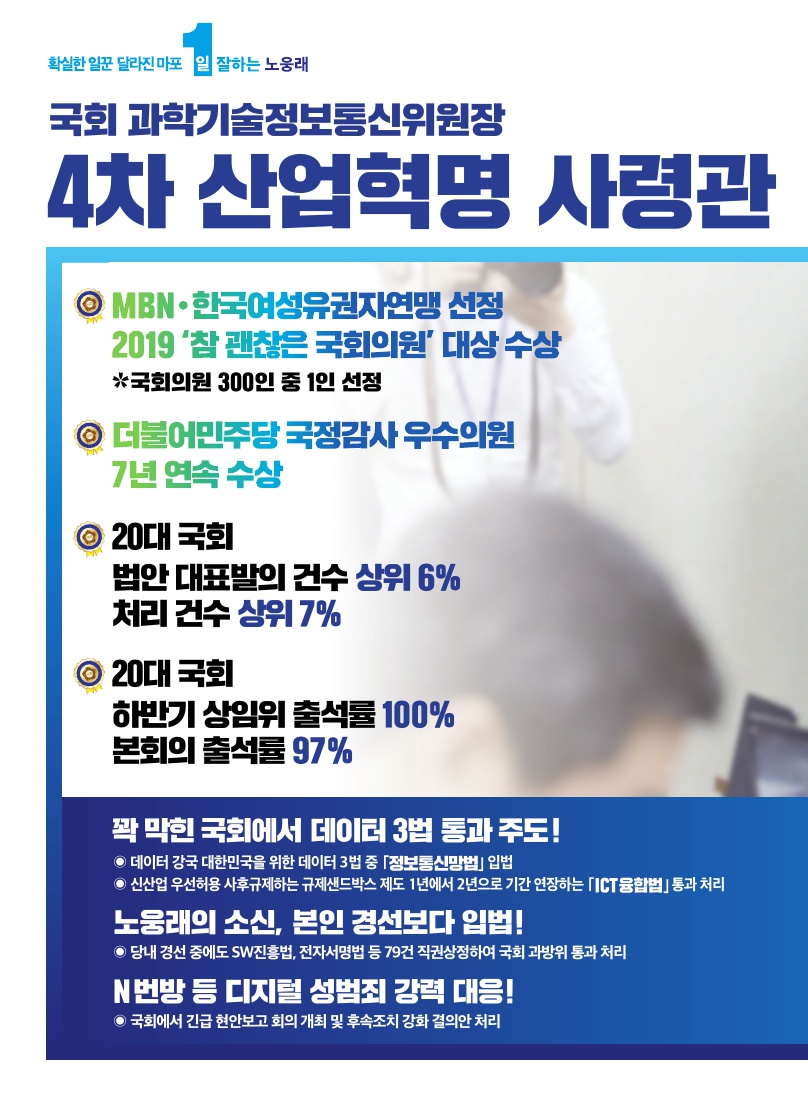 확실한 일꾼 달라진 마포 1일 잘하는 노웅래
국회 과학기술정보통신위원장
4차 산업혁명 사령관
MBN·한국여성유권자연맹 선정
2019 ‘참 괜찮은 국회의원’ 대상 수상
※국회의원 300인 중 1인 선정
더불어민주당 국정감사 우수의원
7년 연속 수상
20대 국회
법안 대표발의 건수 상위 6%
처리 건수 상위 7%
20대 국회
하반기 상임위 출석률 100%
본회의 출석률 97%
꽉 막힌 국회에서 데이터 3법 통과 주도!
◉ 데이터 강국 대한민국을 위한 데이터 3법 중 「정보통신망법」 입법
◉ 신산업 우선허용 사후규제하는 규제샌드박스 제도 1년에서 2년으로 기간 연장하는 「ICT융합법」 통과 처리
노웅래의 소신, 본인 경선보다 입법!
◉ 당내 경선 중에도 SW진흥법, 전자서명법 등 79건 직권상정하여 국회 과방위 통과 처리
N번방 등 디지털 성범죄 강력 대응!
◉ 국회에서 긴급 현안보고 회의 개최 및 후속조치 강화 결의안 처리